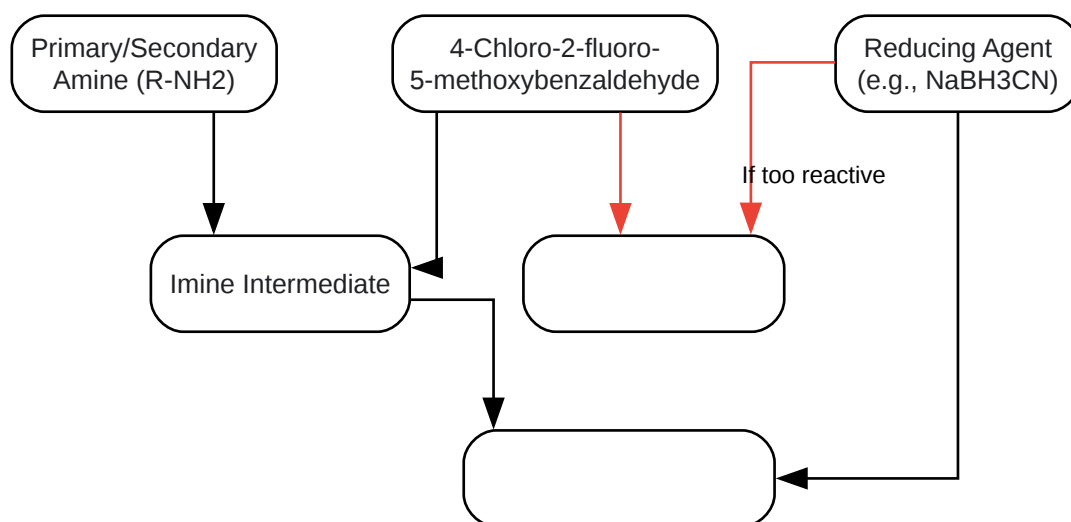 Primary/Secondary
Amine (R-NH2)
4-Chloro-2-fluoro-
5-methoxybenzaldehyde
Reducing Agent
(e.g., NaBH3CN)
If too reactive
Imine Intermediate